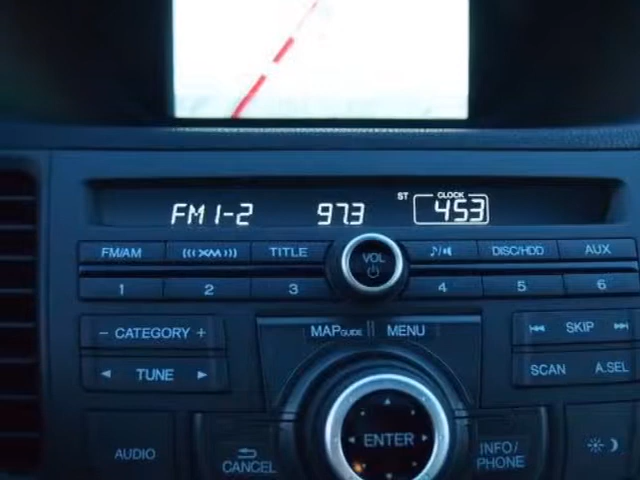 ST CLOCK
FM1-2 973 453
FM/AM (((XM))) TITLE VOL ♪/ DISC/HDD AUX
1 2 3 4 5 6
− CATEGORY + MAP GUIDE MENU SKIP
TUNE SCAN A.SEL
ENTER
AUDIO CANCEL INFO/
PHONE